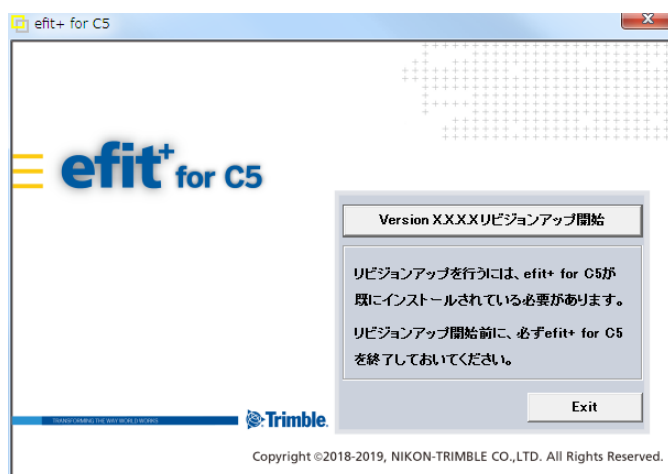 efit+ for C5
efit+ for C5
Version X.X.X.Xリビジョンアップ開始
リビジョンアップを行うには、efit+ for C5が
既にインストールされている必要があります。
リビジョンアップ開始前に、必ずefit+ for C5
を終了しておいてください。
Exit
TRANSFORMING THE WAY WORLD WORKS
Trimble.
Copyright ©2018-2019, NIKON-TRIMBLE CO.,LTD. All Rights Reserved.